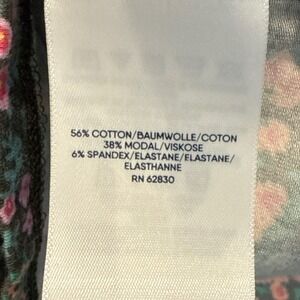 56% COTTON/BAUMWOLLE/COTON
38% MODAL/VISKOSE
6% SPANDEX/ELASTANE/ELASTANE/
ELASTHANNE
RN 62830